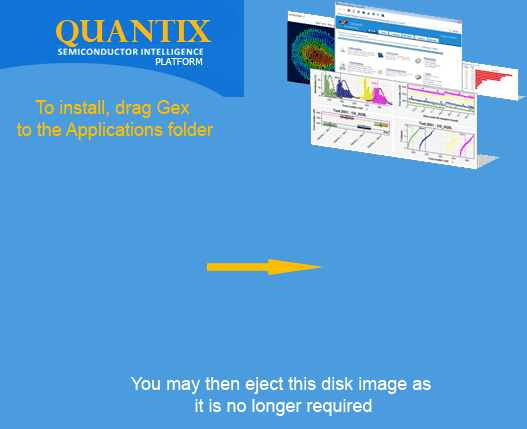 QUANTIX
SEMICONDUCTOR INTELLIGENCE
PLATFORM
To install, drag Gex
to the Applications folder
You may then eject this disk image as
it is no longer required